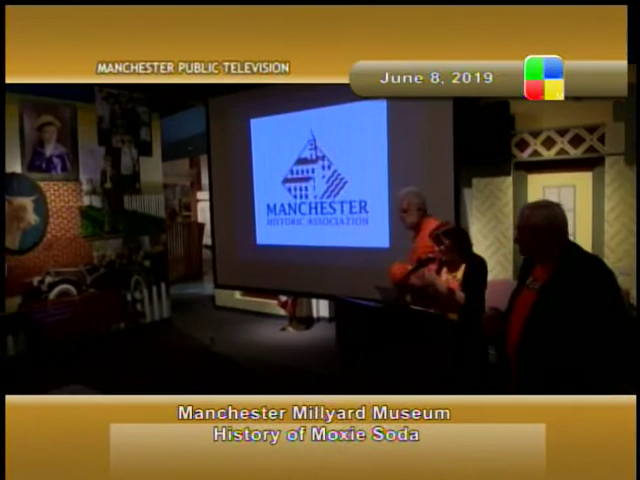 MANCHESTER PUBLIC TELEVISION
June 8, 2019
MANCHESTER
HISTORIC ASSOCIATION
Manchester Millyard Museum
History of Moxie Soda